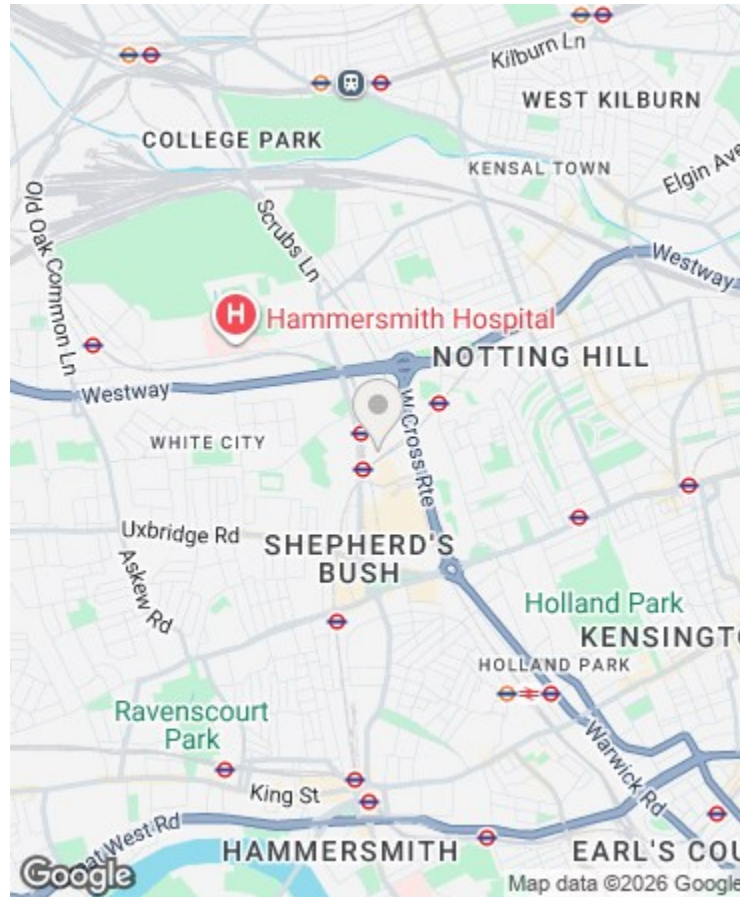 Kilburn Ln
WEST KILBURN
COLLEGE PARK
KENSAL TOWN
Elgin Ave
Old Oak Common Ln
Scrubs Ln
Westway
H
Hammersmith Hospital
NOTTING HILL
Westway
W Cross Rte
WHITE CITY
Uxbridge Rd
SHEPHERD'S
BUSH
Askew Rd
Holland Park
KENSINGTO
HOLLAND PARK
Ravenscourt
Park
Warwick Rd
King St
eat West Rd
HAMMERSMITH
EARL'S COU
Google
Map data ©2026 Google